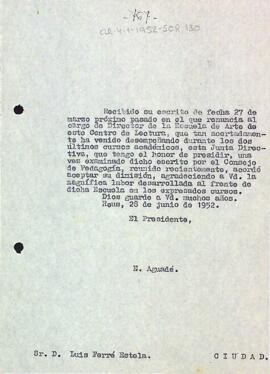 -157-
CLR-4-1-1952-SOR_130
Recibido su escrito de fecha 27 de
marzo próximo pasado en el que renuncia al
cargo de Director de la Escuela de Arte de
este Centro de Lectura, que tan acertadamente
ha venido desempeñando durante los dos
últimos cursos académicos, esta Junta Direc-
tiva, que tengo el honor de presidir, una
vez examinado dicho escrito por el Consejo
de Pedagogía, reunido recientemente, acordó
aceptar su dimisión, agradeciendo a Vd. la
magnífica labor desarrollada al frente de
dicha Escuela en los expresados cursos.
Dios guarde a Vd. muchos años.
Reus, 28 de junio de 1952.
El Presidente,
E. Aguadé.
Sr. D. Luis Ferré Estela. CIUDAD.